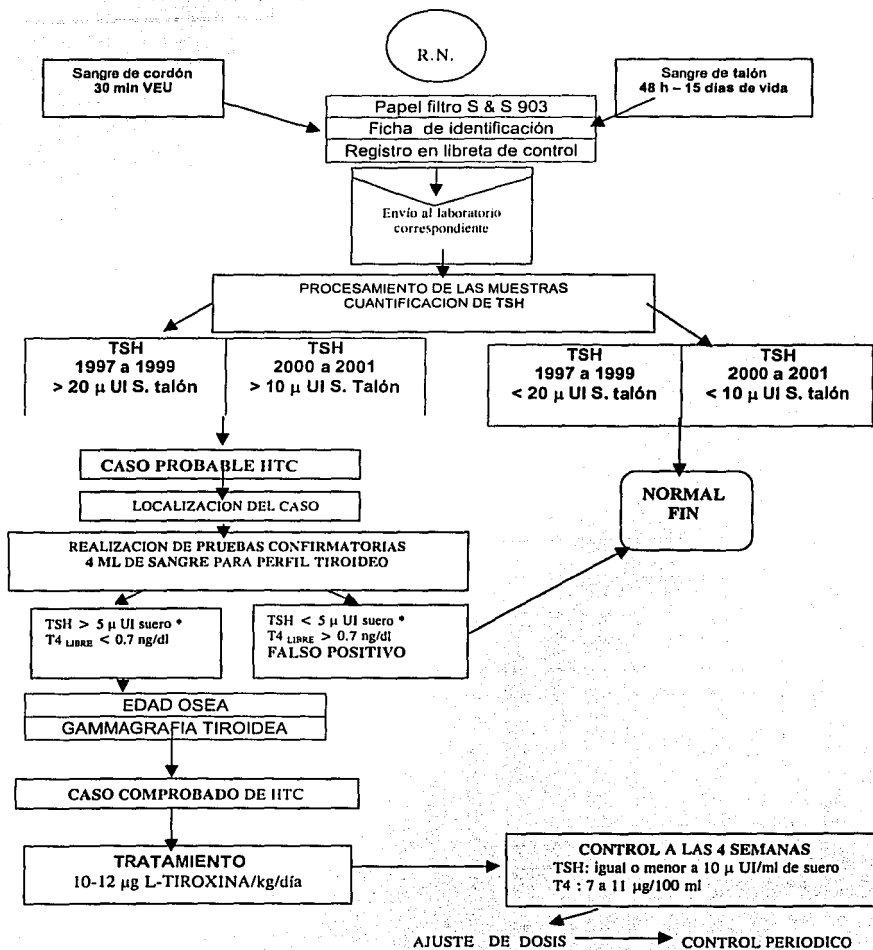 R.N.
Sangre de cordón
30 min VEU
Sangre de talón
48 h – 15 días de vida
Papel filtro S & S 903
Ficha de identificación
Registro en libreta de control
Envío al laboratorio
correspondiente
PROCESAMIENTO DE LAS MUESTRAS
CUANTIFICACION DE TSH
TSH
1997 a 1999
> 20 µ UI S. talón
TSH
2000 a 2001
> 10 µ UI S. Talón
TSH
1997 a 1999
< 20 µ UI S. talón
TSH
2000 a 2001
< 10 µ UI S. talón
CASO PROBABLE HTC
LOCALIZACION DEL CASO
REALIZACION DE PRUEBAS CONFIRMATORIAS
4 ML DE SANGRE PARA PERFIL TIROIDEO
NORMAL
FIN
TSH > 5 µ UI suero *
T4 LIBRE < 0.7 ng/dl
TSH < 5 µ UI suero *
T4 LIBRE > 0.7 ng/dl
FALSO POSITIVO
EDAD OSEA
GAMMAGRAFIA TIROIDEA
CASO COMPROBADO DE HTC
TRATAMIENTO
10-12 µg L-TIROXINA/kg/día
CONTROL A LAS 4 SEMANAS
TSH: igual o menor a 10 µ UI/ml de suero
T4 : 7 a 11 µg/100 ml
AJUSTE DE DOSIS
CONTROL PERIODICO